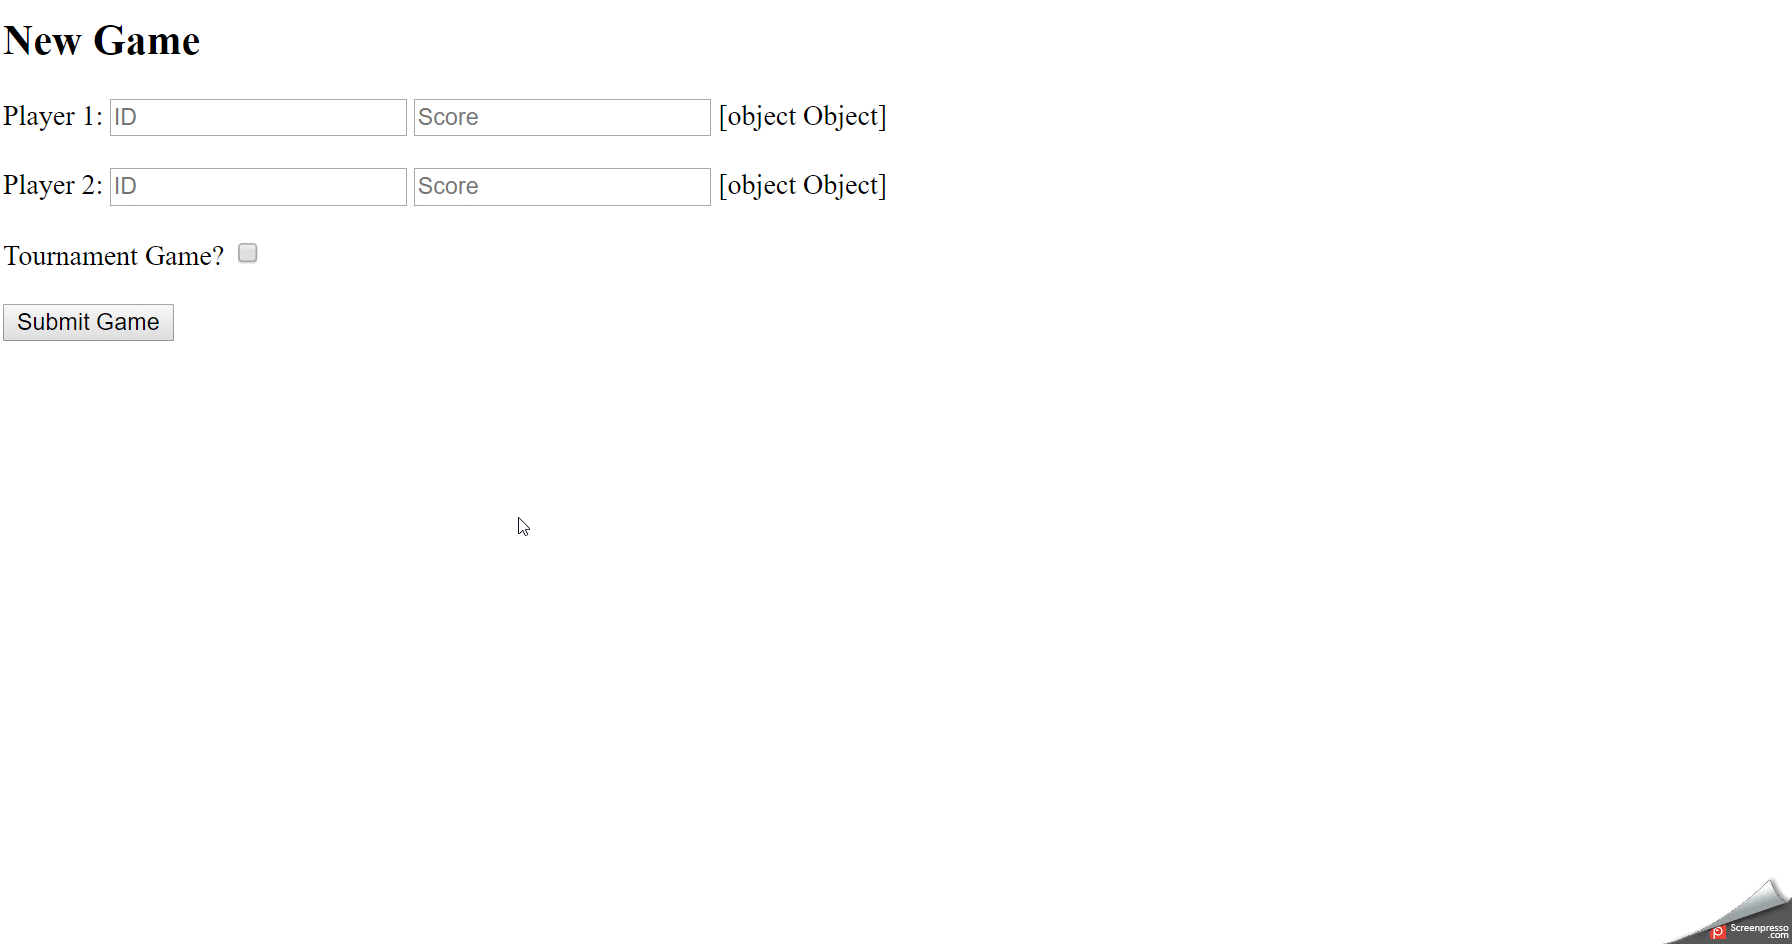 New Game
Player 1: ID Score [object Object]
Player 2: ID Score [object Object]
Tournament Game?
Submit Game
Screenpresso
.com